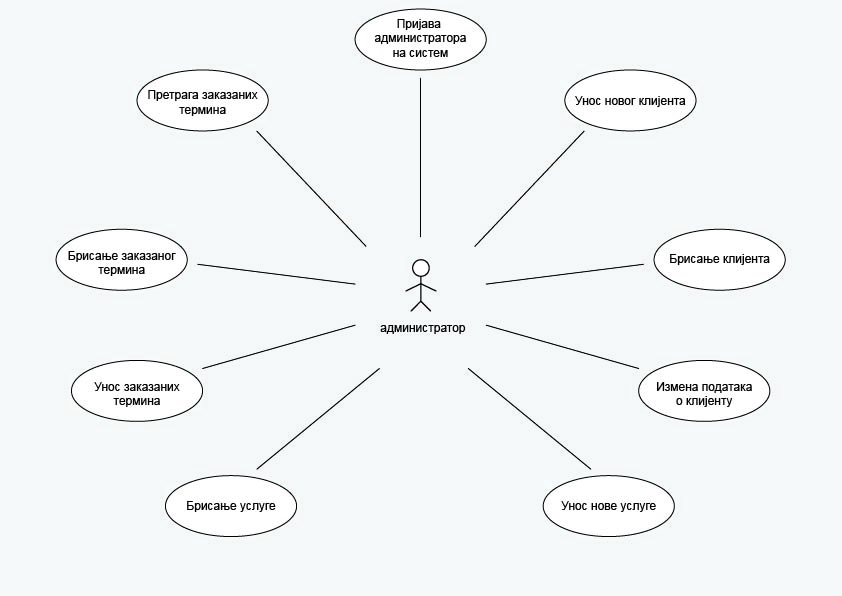 Пријава
администратора
на систем
Претрага заказаних
термина
Унос новог клијента
Брисање заказаног
термина
Брисање клијента
администратор
Унос заказаних
термина
Измена података
о клијенту
Брисање услуге
Унос нове услуге